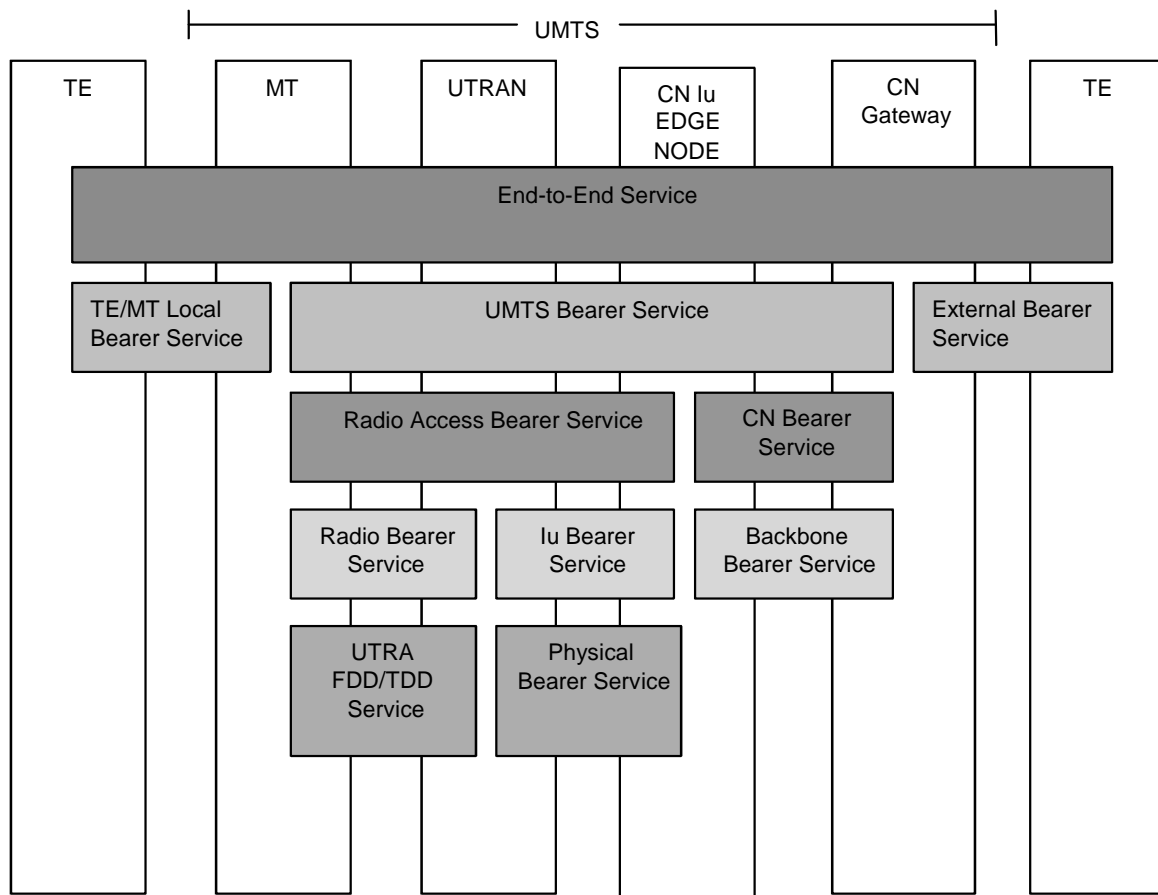 UMTS
TE
MT
UTRAN
CN Iu
EDGE
NODE
CN
Gateway
TE
End-to-End Service
TE/MT Local
Bearer Service
UMTS Bearer Service
External Bearer
Service
Radio Access Bearer Service
CN Bearer
Service
Radio Bearer
Service
Iu Bearer
Service
Backbone
Bearer Service
UTRA
FDD/TDD
Service
Physical
Bearer Service